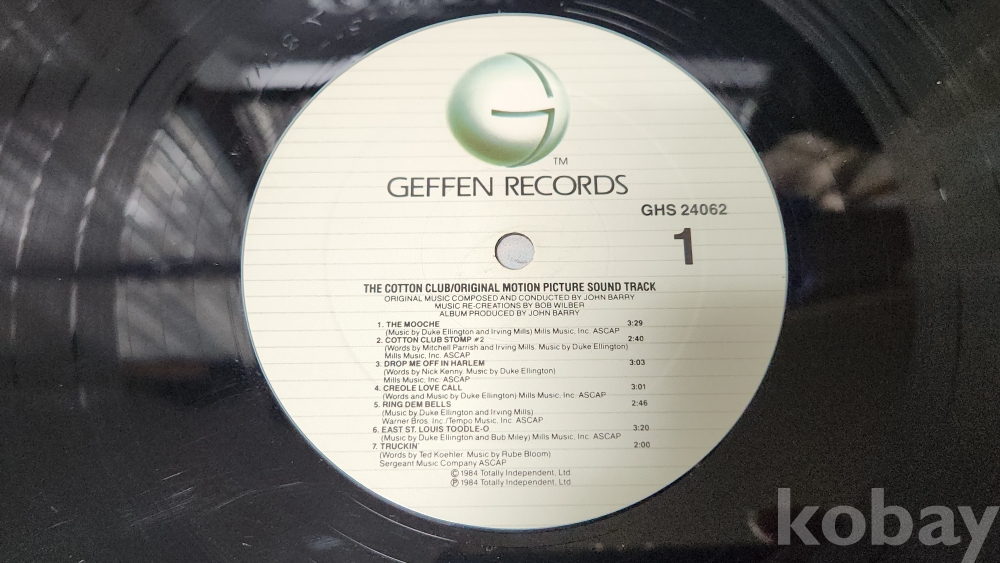 G
TM
GEFFEN RECORDS
GHS 24062
1
THE COTTON CLUB/ORIGINAL MOTION PICTURE SOUND TRACK
ORIGINAL MUSIC COMPOSED AND CONDUCTED BY JOHN BARRY
MUSIC RE-CREATIONS BY BOB WILBER
ALBUM PRODUCED BY JOHN BARRY
1. THE MOOCHE 3:29
(Music by Duke Ellington and Irving Mills) Mills Music, Inc. ASCAP
2. COTTON CLUB STOMP #2 2:40
(Words by Mitchell Parrish and Irving Mills. Music by Duke Ellington)
Mills Music, Inc. ASCAP
3. DROP ME OFF IN HARLEM 3:03
(Words by Nick Kenny. Music by Duke Ellington)
Mills Music, Inc. ASCAP
4. CREOLE LOVE CALL 3:01
(Words and Music by Duke Ellington) Mills Music, Inc. ASCAP
5. RING DEM BELLS 2:46
(Music by Duke Ellington and Irving Mills)
Warner Bros. Inc./Tempo Music, Inc. ASCAP
6. EAST ST. LOUIS TOODLE-O 3:20
(Music by Duke Ellington and Bub Miley) Mills Music, Inc. ASCAP
7. TRUCKIN' 2:00
(Words by Ted Koehler. Music by Rube Bloom)
Sergeant Music Company ASCAP
© 1984 Totally Independent, Ltd.
℗ 1984 Totally Independent, Ltd.
kobay